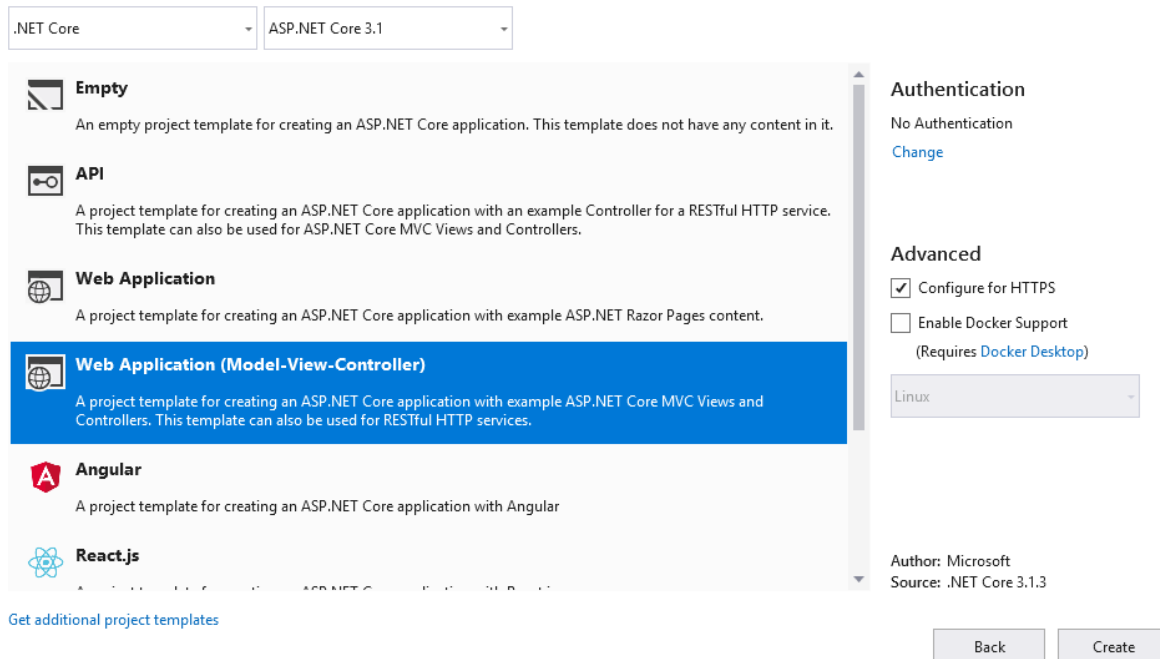 .NET Core
ASP.NET Core 3.1
Empty
An empty project template for creating an ASP.NET Core application. This template does not have any content in it.
API
A project template for creating an ASP.NET Core application with an example Controller for a RESTful HTTP service.
This template can also be used for ASP.NET Core MVC Views and Controllers.
Web Application
A project template for creating an ASP.NET Core application with example ASP.NET Razor Pages content.
Web Application (Model-View-Controller)
A project template for creating an ASP.NET Core application with example ASP.NET Core MVC Views and
Controllers. This template can also be used for RESTful HTTP services.
Angular
A project template for creating an ASP.NET Core application with Angular
React.js
Get additional project templates
Authentication
No Authentication
Change
Advanced
Configure for HTTPS
Enable Docker Support
(Requires Docker Desktop)
Linux
Author: Microsoft
Source: .NET Core 3.1.3
Back
Create